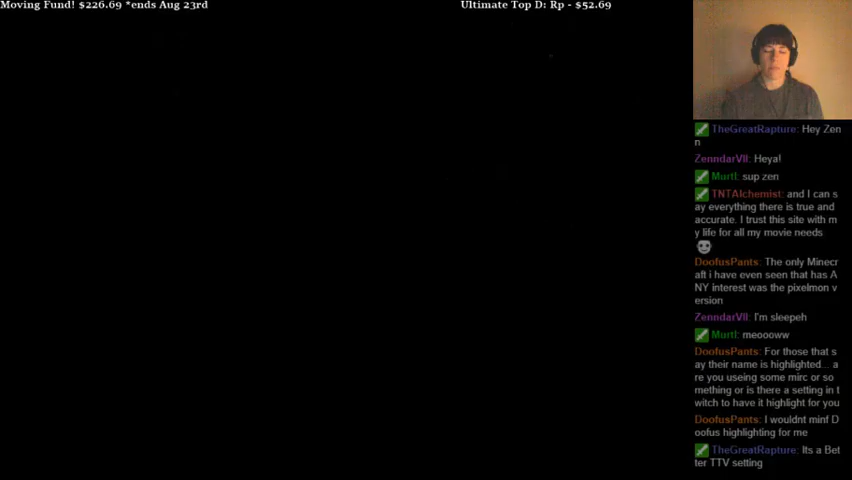 Moving Fund! $226.69 *ends Aug 23rd
Ultimate Top D: Rp - $52.69
TheGreatRapture: Hey Zen
n
ZenndarVII: Heya!
Murtl: sup zen
TNTAlchemist: and I can s
ay everything there is true and
accurate. I trust this site with m
y life for all my movie needs
DoofusPants: The only Minecr
aft i have even seen that has A
NY interest was the pixelmon v
ersion
ZenndarVII: I'm sleepeh
Murtl: meoooww
DoofusPants: For those that s
ay their name is highlighted... a
re you useing some mirc or so
mething or is there a setting in t
witch to have it highlight for you
DoofusPants: I wouldnt minf D
oofus highlighting for me
TheGreatRapture: Its a Bet
ter TTV setting